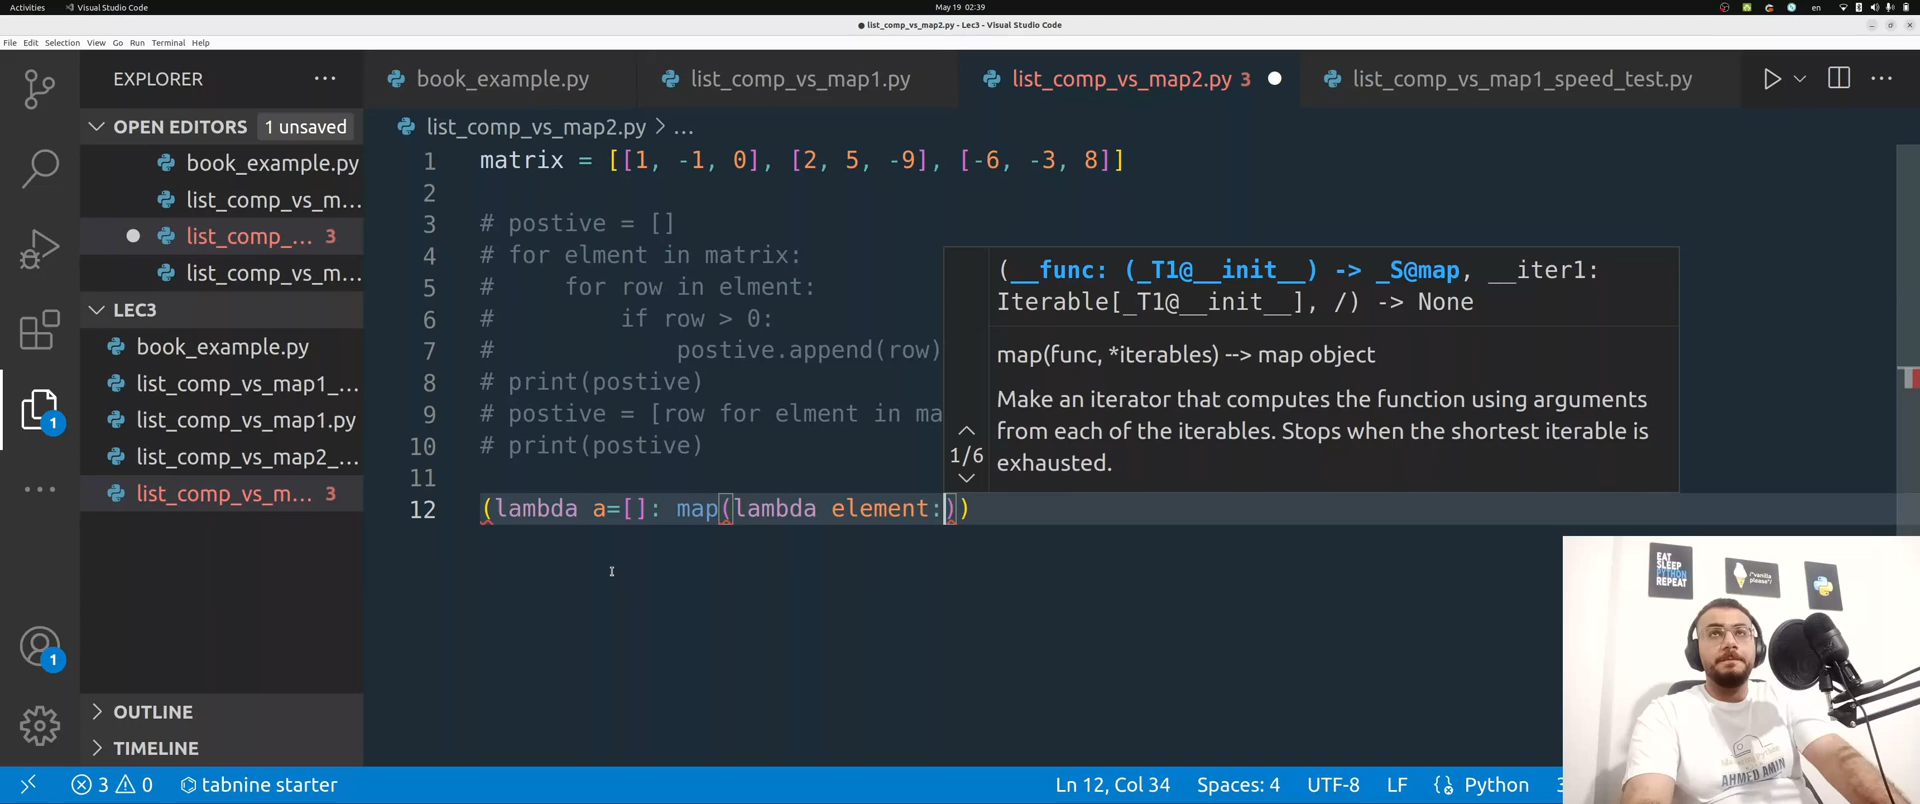 Activities
Visual Studio Code
May 19 02:39
en
list_comp_vs_map2.py - Lec3 - Visual Studio Code
File Edit Selection View Go Run Terminal Help
EXPLORER
OPEN EDITORS
1 unsaved
book_example.py
list_comp_vs_m...
list_comp_... 3
list_comp_vs_m...
LEC3
book_example.py
list_comp_vs_map1_...
list_comp_vs_map1.py
list_comp_vs_map2_...
list_comp_vs_m... 3
OUTLINE
TIMELINE
1
1
book_example.py
list_comp_vs_map1.py
list_comp_vs_map2.py 3
list_comp_vs_map1_speed_test.py
list_comp_vs_map2.py > ...
1 matrix = [[1, -1, 0], [2, 5, -9], [-6, -3, 8]]
2
3 # postive = []
4 # for elment in matrix:
5 #     for row in elment:
6 #         if row > 0:
7 #             postive.append(row)
8 # print(postive)
9 # postive = [row for elment in ma
10 # print(postive)
11
12 (lambda a=[]: map(lambda element:))
(__func: (_T1@__init__) -> _S@map, __iter1:
Iterable[_T1@__init__], /) -> None
map(func, *iterables) --> map object
Make an iterator that computes the function using arguments
from each of the iterables. Stops when the shortest iterable is
exhausted.
1/6
EAT
SLEEP
PYTHON
REPEAT
/*vanilla
please*/
AHMED AMIN
3 0 tabnine starter
Ln 12, Col 34 Spaces: 4 UTF-8 LF Python